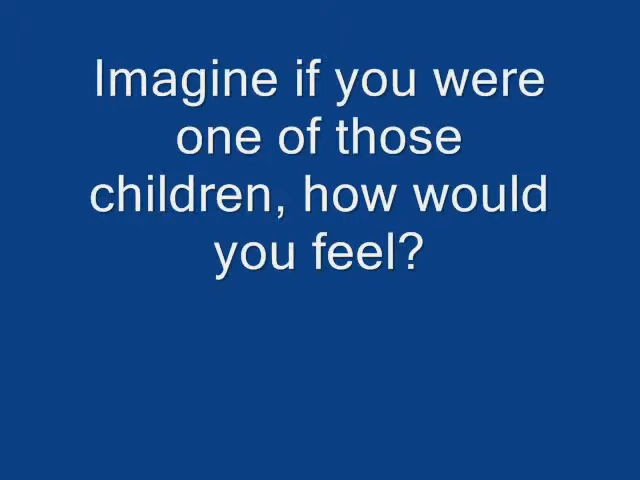 Imagine if you were
one of those
children, how would
you feel?